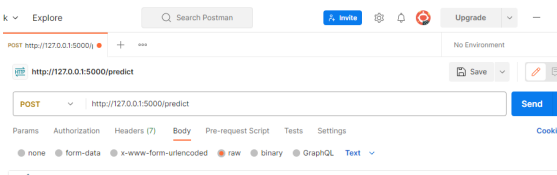 k Explore Search Postman Invite Upgrade
POST http://127.0.0.1:5000/p No Environment
http://127.0.0.1:5000/predict Save
POST http://127.0.0.1:5000/predict Send
Params Authorization Headers (7) Body Pre-request Script Tests Settings Cooki
none form-data x-www-form-urlencoded raw binary GraphQL Text